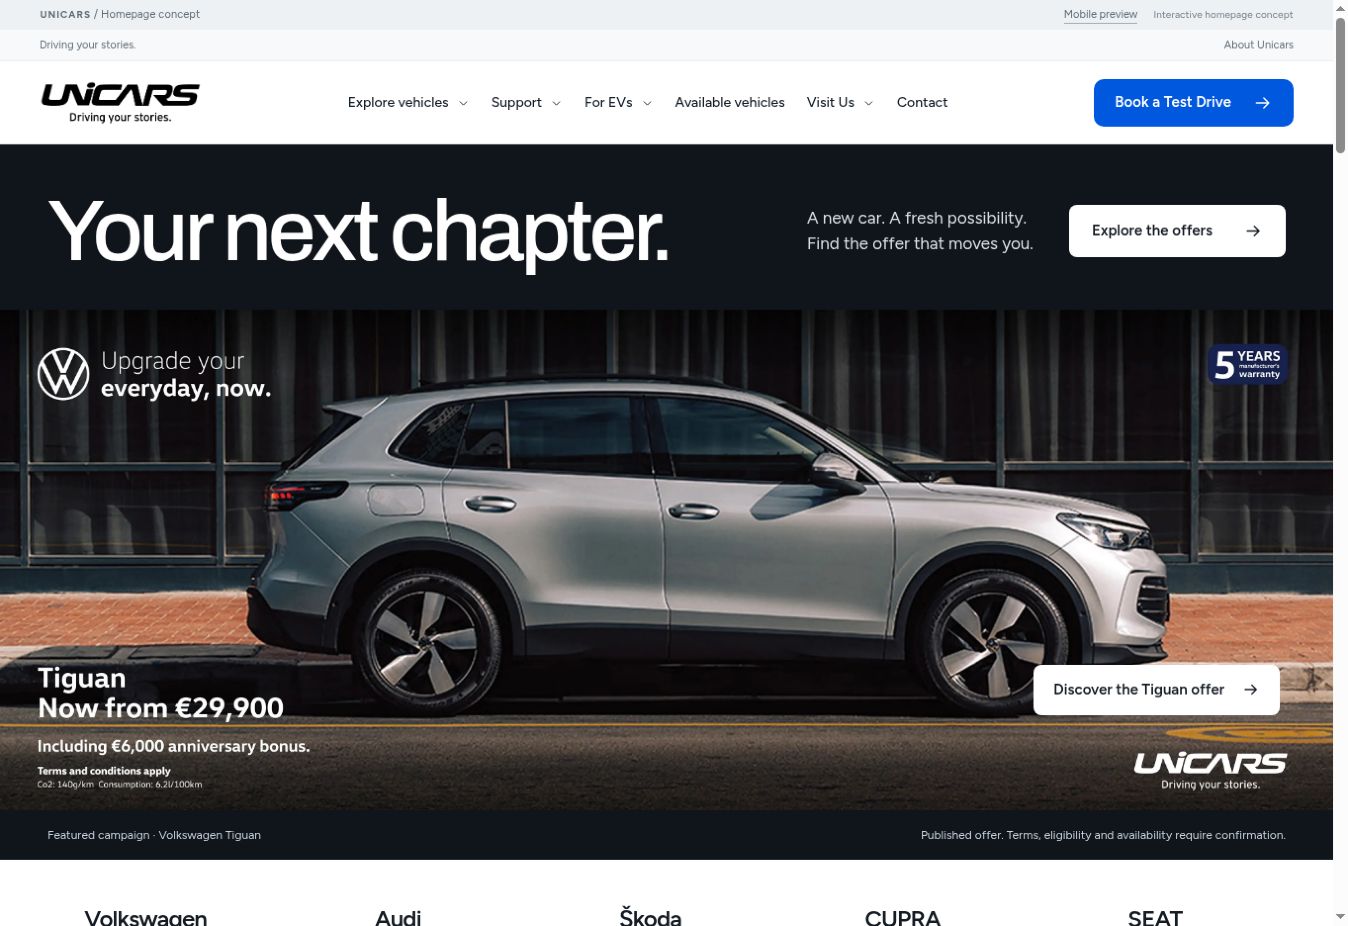 UNICARS / Homepage concept
Mobile preview
Interactive homepage concept
Driving your stories.
About Unicars
UNiCARS
Driving your stories.
Explore vehicles
Support
For EVs
Available vehicles
Visit Us
Contact
Book a Test Drive
Your next chapter.
A new car. A fresh possibility.
Find the offer that moves you.
Explore the offers
Upgrade your
everyday, now.
5 YEARS
manufacturer's
warranty
Tiguan
Now from €29,900
Including €6,000 anniversary bonus.
Terms and conditions apply
Co2: 140g/km Consumption: 6.2l/100km
Discover the Tiguan offer
UNiCARS
Driving your stories.
Featured campaign · Volkswagen Tiguan
Published offer. Terms, eligibility and availability require confirmation.
Volkswagen
Audi
Škoda
CUPRA
SEAT